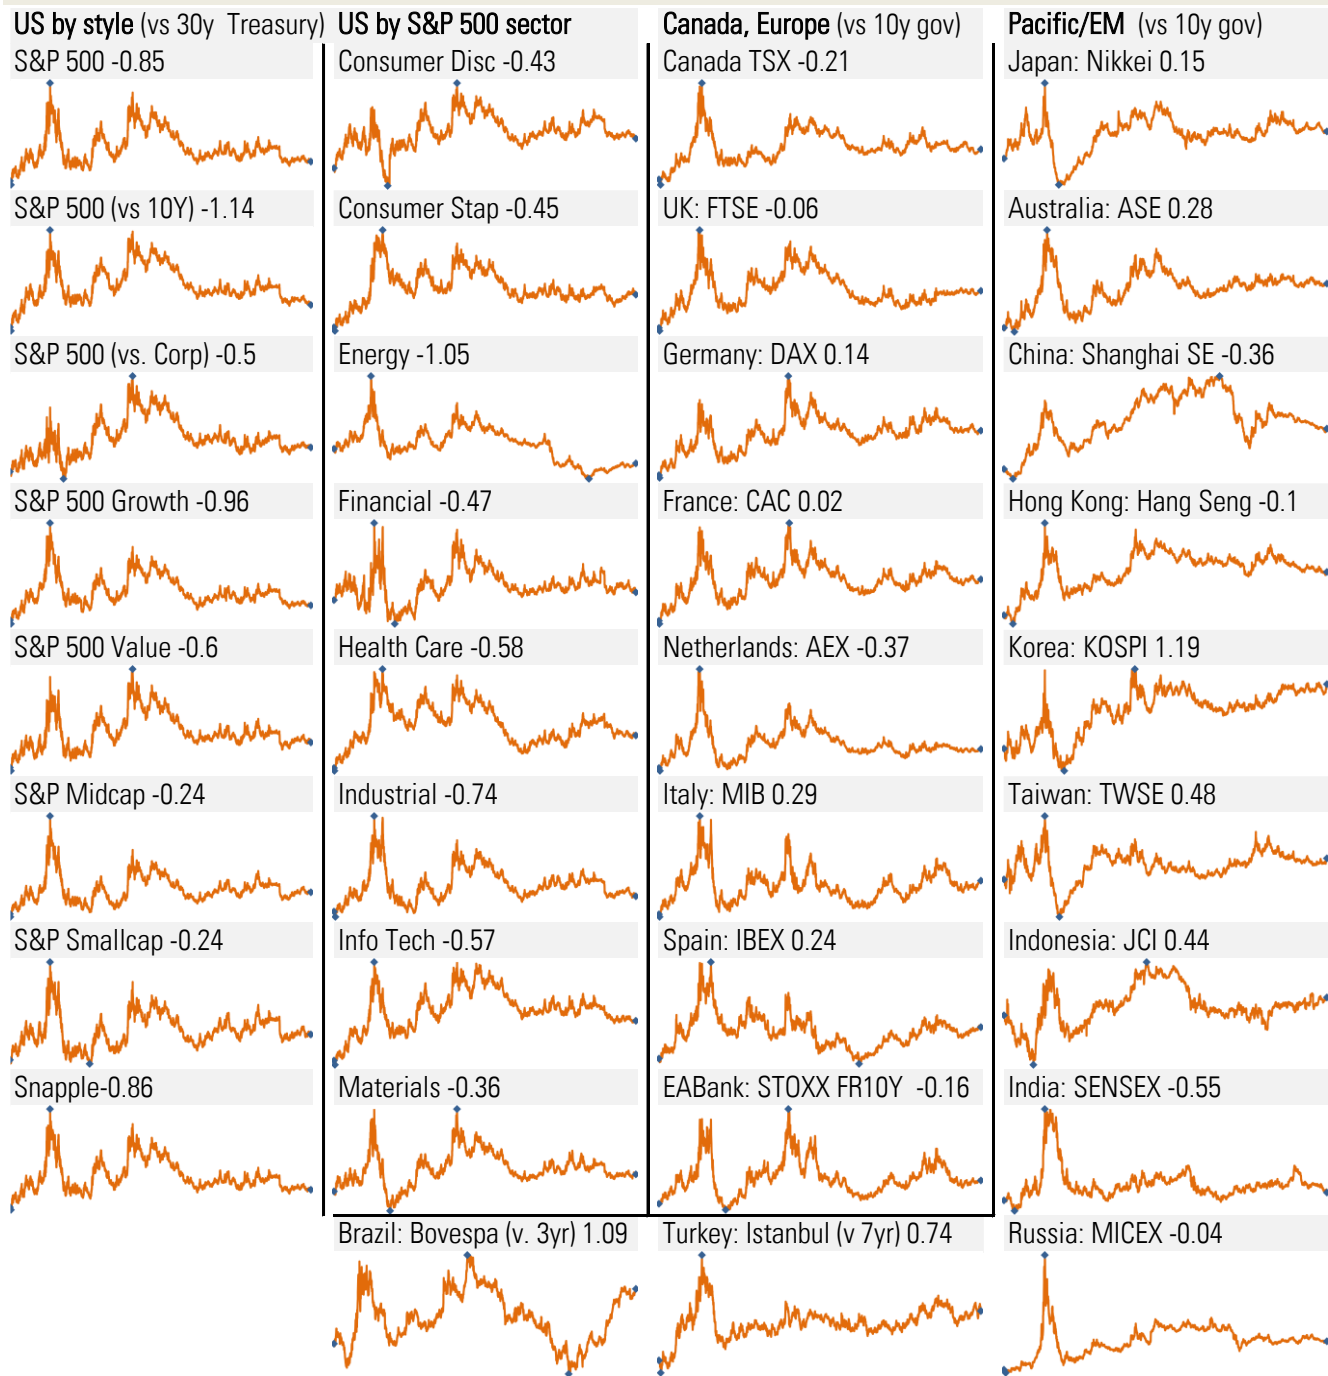 US by style (vs 30y Treasury)
US by S&P 500 sector
Canada, Europe (vs 10y gov)
Pacific/EM (vs 10y gov)
S&P 500 -0.85
Consumer Disc -0.43
Canada TSX -0.21
Japan: Nikkei 0.15
S&P 500 (vs 10Y) -1.14
Consumer Stap -0.45
UK: FTSE -0.06
Australia: ASE 0.28
S&P 500 (vs. Corp) -0.5
Energy -1.05
Germany: DAX 0.14
China: Shanghai SE -0.36
S&P 500 Growth -0.96
Financial -0.47
France: CAC 0.02
Hong Kong: Hang Seng -0.1
S&P 500 Value -0.6
Health Care -0.58
Netherlands: AEX -0.37
Korea: KOSPI 1.19
S&P Midcap -0.24
Industrial -0.74
Italy: MIB 0.29
Taiwan: TWSE 0.48
S&P Smallcap -0.24
Info Tech -0.57
Spain: IBEX 0.24
Indonesia: JCI 0.44
Snapple-0.86
Materials -0.36
EABank: STOXX FR10Y -0.16
India: SENSEX -0.55
Brazil: Bovespa (v. 3yr) 1.09
Turkey: Istanbul (v 7yr) 0.74
Russia: MICEX -0.04